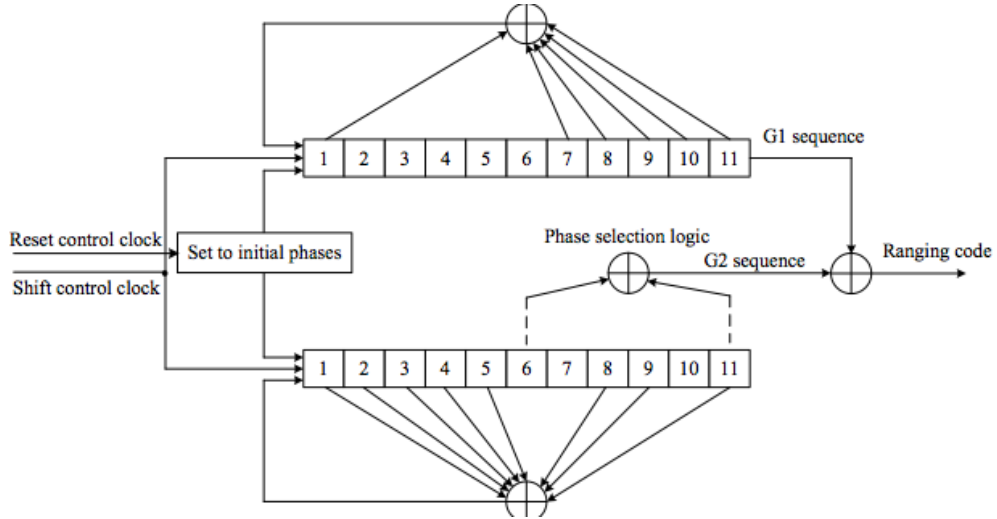 1 2 3 4 5 6 7 8 9 10 11
G1 sequence
Reset control clock
Set to initial phases
Shift control clock
Phase selection logic
G2 sequence
Ranging code
1 2 3 4 5 6 7 8 9 10 11